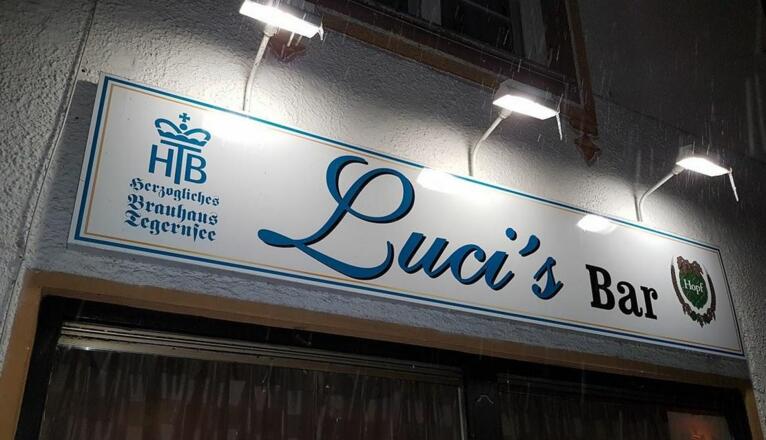 HTB
Herzogliches
Brauhaus
Tegernsee
Luci's Bar
Hopf